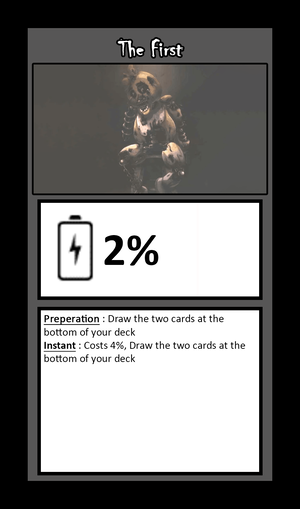 The First
2%
Preperation : Draw the two cards at the
bottom of your deck
Instant : Costs 4%, Draw the two cards at the
bottom of your deck